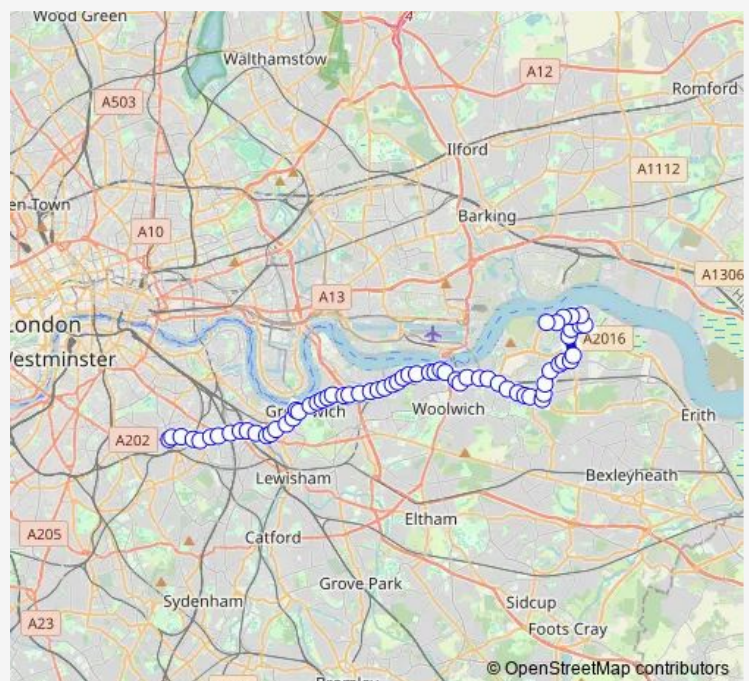 Wood Green
4
Walthamstow
A12
A503
Romford
Ilford
A1112
en Town
Barking
A10
A1306
A13
London
Westminster
A2016
Greenwich
Woolwich
Erith
A202
Lewisham
Bexleyheath
Eltham
A205
Catford
Grove Park
Sydenham
Sidcup
A23
Foots Cray
© OpenStreetMap contributors